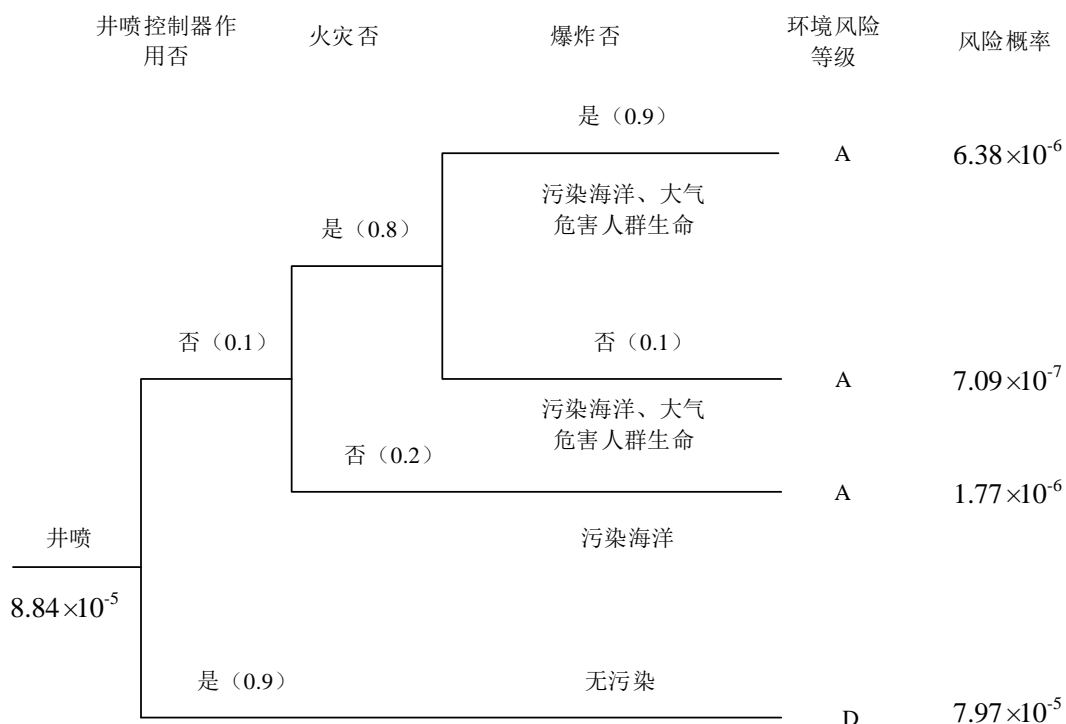 井喷控制器作
用否
火灾否
爆炸否
环境风险
等级
风险概率
是（0.9）
A
6.38×10-6
污染海洋、大气
危害人群生命
是（0.8）
否（0.1）
否（0.1）
A
7.09×10-7
污染海洋、大气
危害人群生命
否（0.2）
A
1.77×10-6
井喷
污染海洋
8.84×10-5
是（0.9）
无污染
D
7.97×10-5